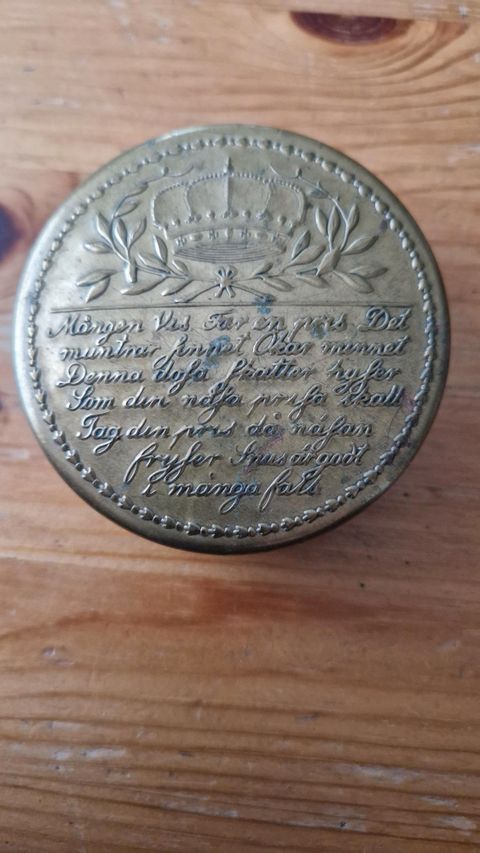 Mången Vis Tar en pris Det
muntrar sinnet Ökar minnet
Denna dosa skatter hyser
Som din näsa prisa skall
Tag din pris då näsan
fryser Snus är godt
i många fall